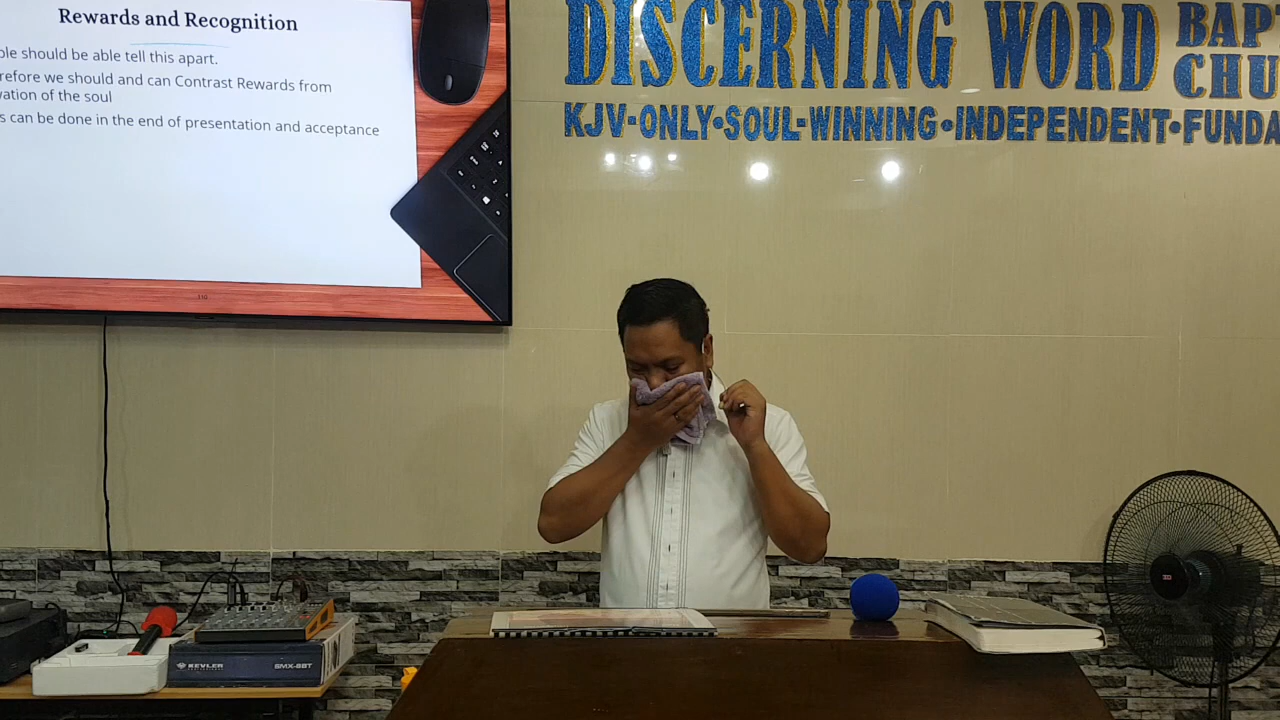 Rewards and Recognition
ple should be able tell this apart.
refore we should and can Contrast Rewards from
vation of the soul
s can be done in the end of presentation and acceptance
DISCERNING WORD
BAP
CHU
KJV-ONLY•SOUL-WINNING•INDEPENDENT•FUNDA
KEVLER
SMX-8BT